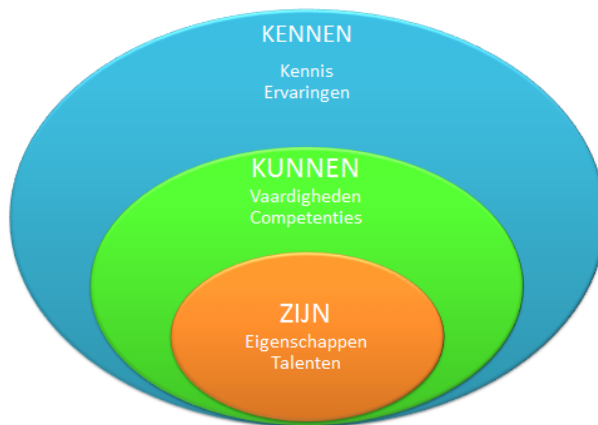 KENNEN
Kennis
Ervaringen
KUNNEN
Vaardigheden
Competenties
ZIJN
Eigenschappen
Talenten